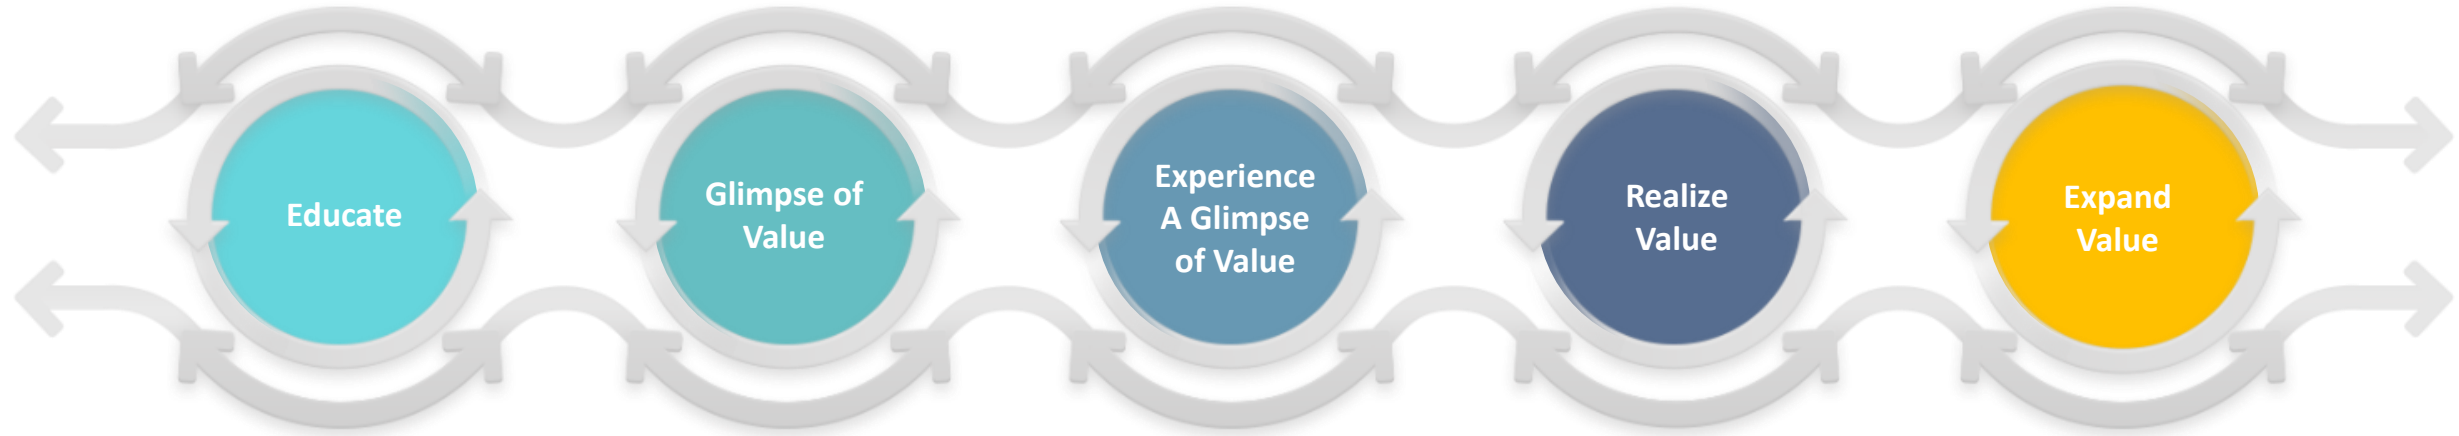 Educate
Glimpse of
Value
Experience
A Glimpse
of Value
Realize
Value
Expand
Value